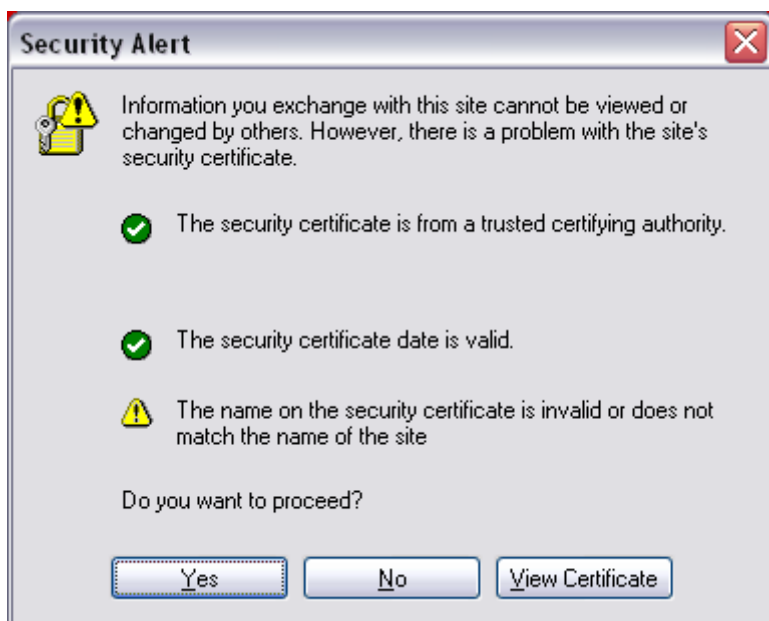 Security Alert
Information you exchange with this site cannot be viewed or
changed by others. However, there is a problem with the site's
security certificate.
The security certificate is from a trusted certifying authority.
The security certificate date is valid.
The name on the security certificate is invalid or does not
match the name of the site
Do you want to proceed?
Yes No View Certificate